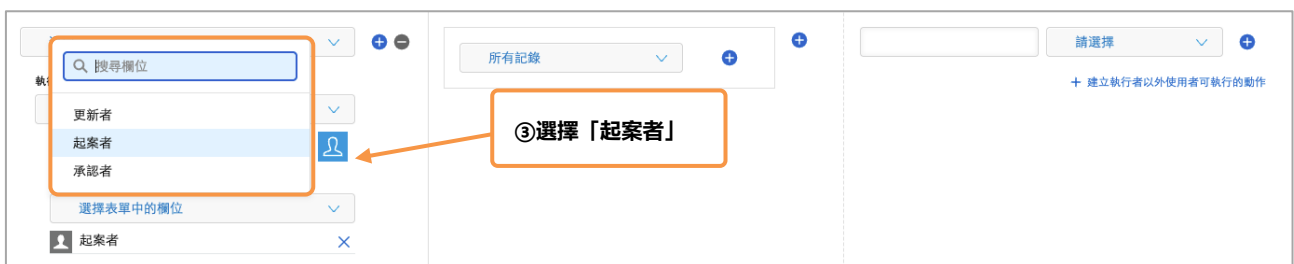 搜尋欄位
更新者
起案者
承認者
選擇表單中的欄位
起案者
所有記錄
③選擇「起案者」
請選擇
+ 建立執行者以外使用者可執行的動作